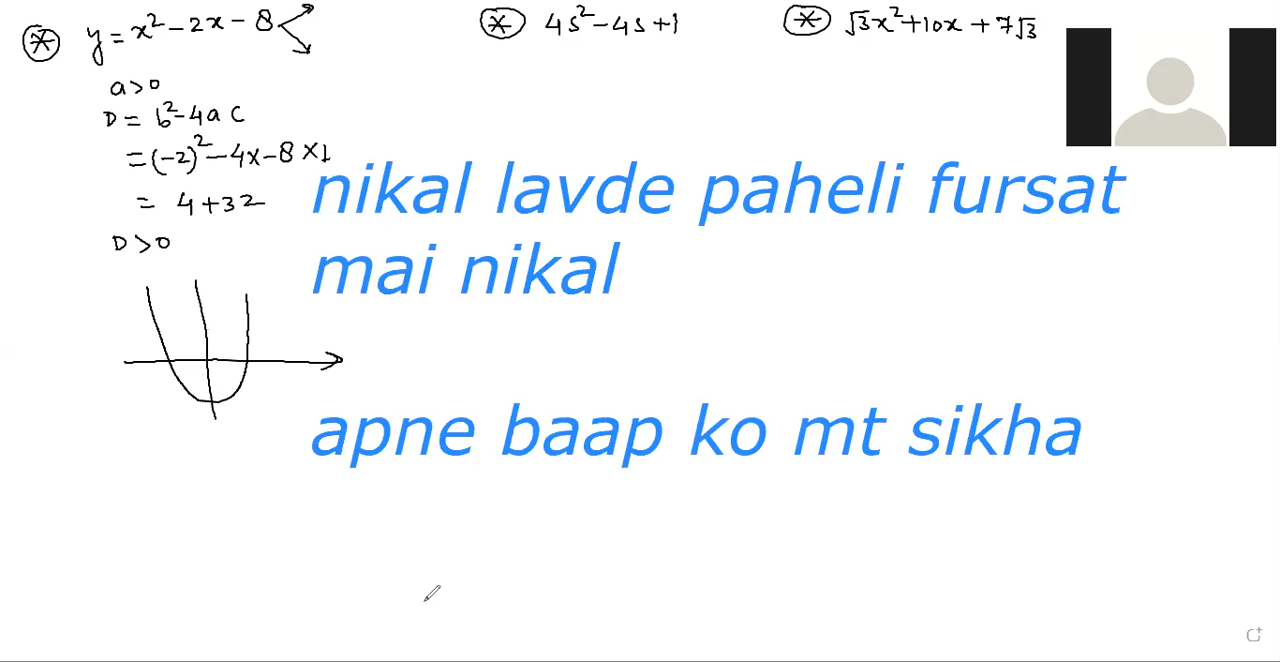 ⊛ y = x² - 2x - 8
⊛ 4s² - 4s + 1
⊛ √3x² + 10x + 7√3
a > 0
D = b² - 4ac
= (-2)² - 4x - 8 × 1
= 4 + 32
D > 0
nikal lavde paheli fursat
mai nikal
apne baap ko mt sikha